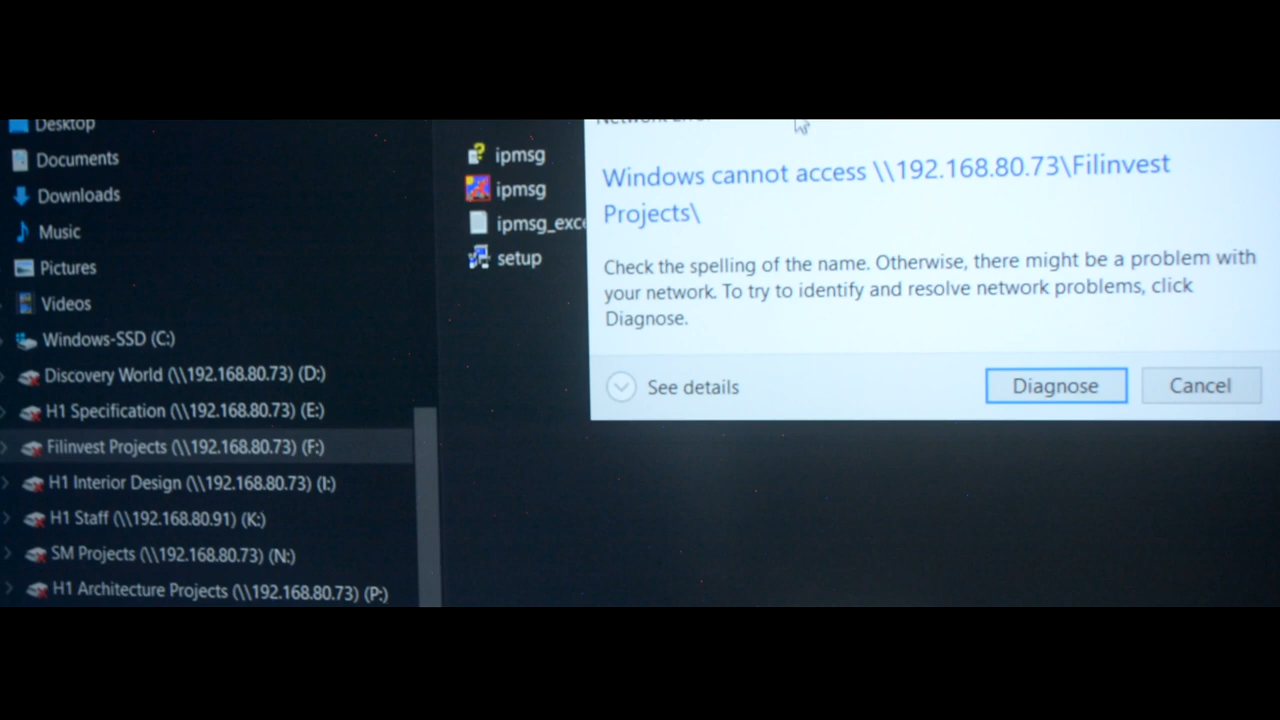 Desktop
Documents
Downloads
Music
Pictures
Videos
Windows-SSD (C:)
Discovery World (\\192.168.80.73) (D:)
H1 Specification (\\192.168.80.73) (E:)
Filinvest Projects (\\192.168.80.73) (F:)
H1 Interior Design (\\192.168.80.73) (I:)
H1 Staff (\\192.168.80.91) (K:)
SM Projects (\\192.168.80.73) (N:)
H1 Architecture Projects (\\192.168.80.73) (P:)
ipmsg
ipmsg
ipmsg_exc
setup
Network
Windows cannot access \\192.168.80.73\Filinvest
Projects\
Check the spelling of the name. Otherwise, there might be a problem with
your network. To try to identify and resolve network problems, click
Diagnose.
See details
Diagnose
Cancel